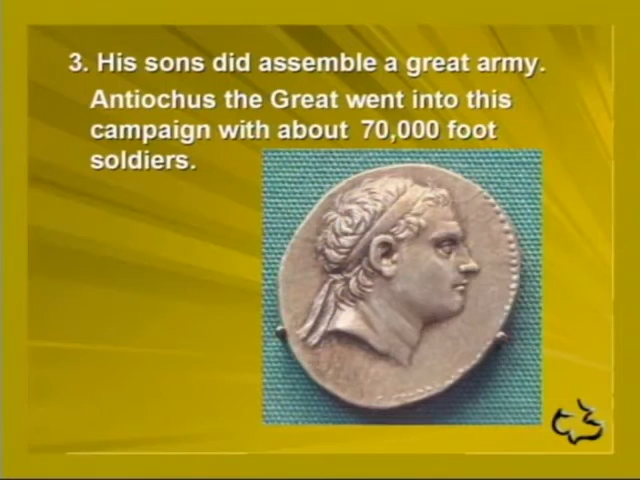 3. His sons did assemble a great army.
Antiochus the Great went into this
campaign with about 70,000 foot
soldiers.